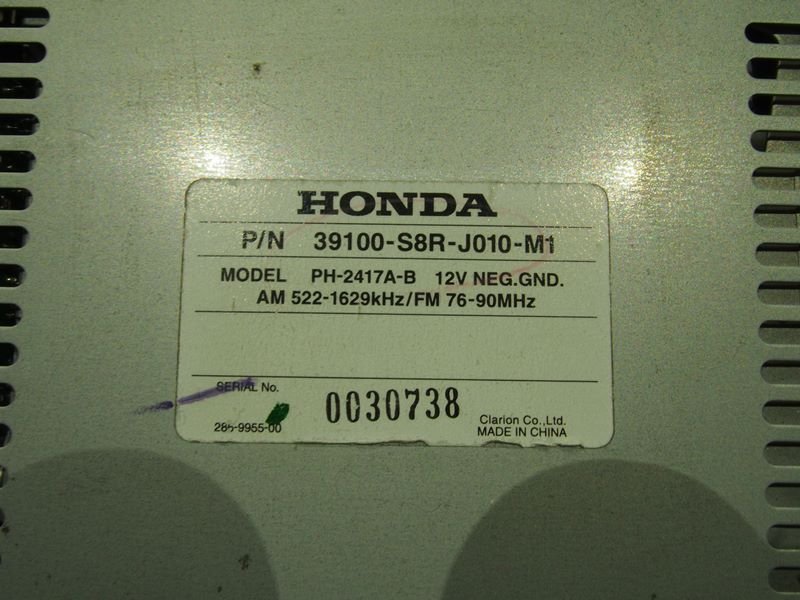 HONDA
P/N 39100-S8R-J010-M1
MODEL PH-2417A-B 12V NEG.GND.
AM 522-1629kHz/FM 76-90MHz
SERIAL No. 0030738
Clarion Co.,Ltd.
MADE IN CHINA